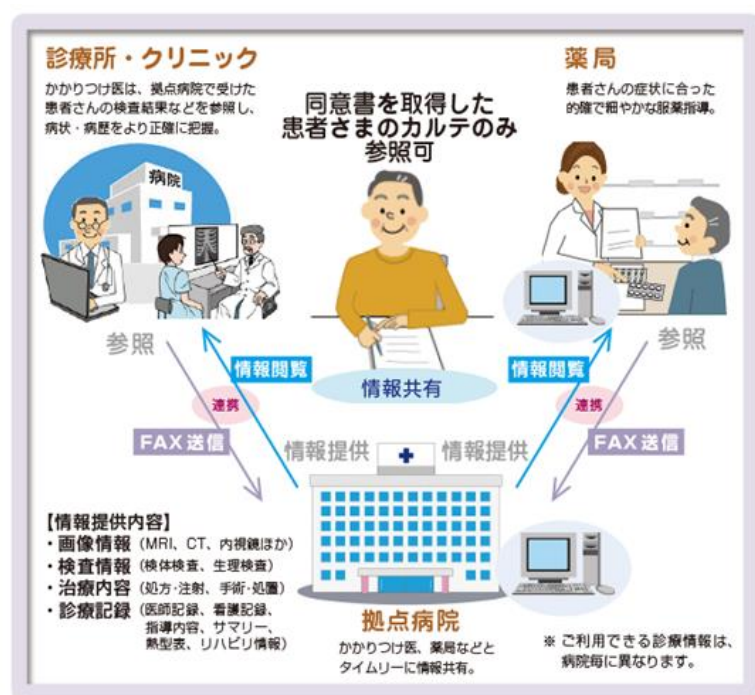 診療所・クリニック
かかりつけ医は、拠点病院で受けた
患者さんの検査結果などを参照し、
病状・病歴をより正確に把握。
病院
同意書を取得した
患者さまのカルテのみ
参照可
薬局
患者さんの症状に合った
的確で細やかな服薬指導。
参照
情報閲覧
連携
FAX送信
情報共有
参照
情報閲覧
連携
FAX送信
情報提供
情報提供
【情報提供内容】
・画像情報（MRI、CT、内視鏡ほか）
・検査情報（検体検査、生理検査）
・治療内容（処方・注射、手術・処置）
・診療記録（医師記録、看護記録、
指導内容、サマリー、
熱型表、リハビリ情報）
拠点病院
かかりつけ医、薬局などと
タイムリーに情報共有。
※ ご利用できる診療情報は、
病院毎に異なります。